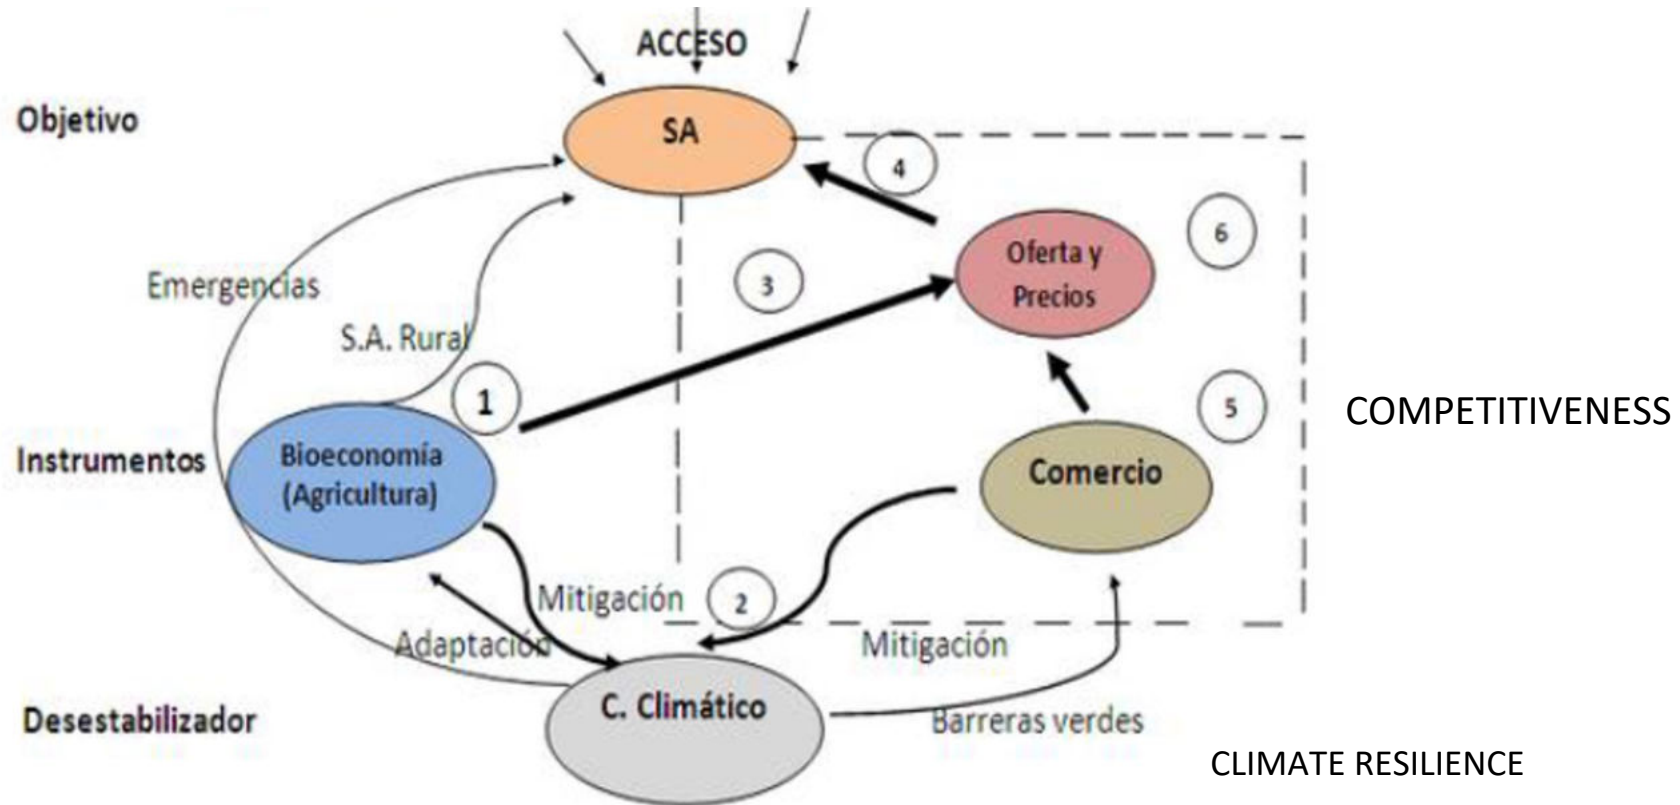 ACCESO
Objetivo
SA
4
6
Oferta y
Precios
3
Emergencias
S.A. Rural
1
5
COMPETITIVENESS
Instrumentos
Bioeconomía
(Agricultura)
Comercio
Mitigación
2
Adaptación
Mitigación
C. Climático
Desestabilizador
Barreras verdes
CLIMATE RESILIENCE